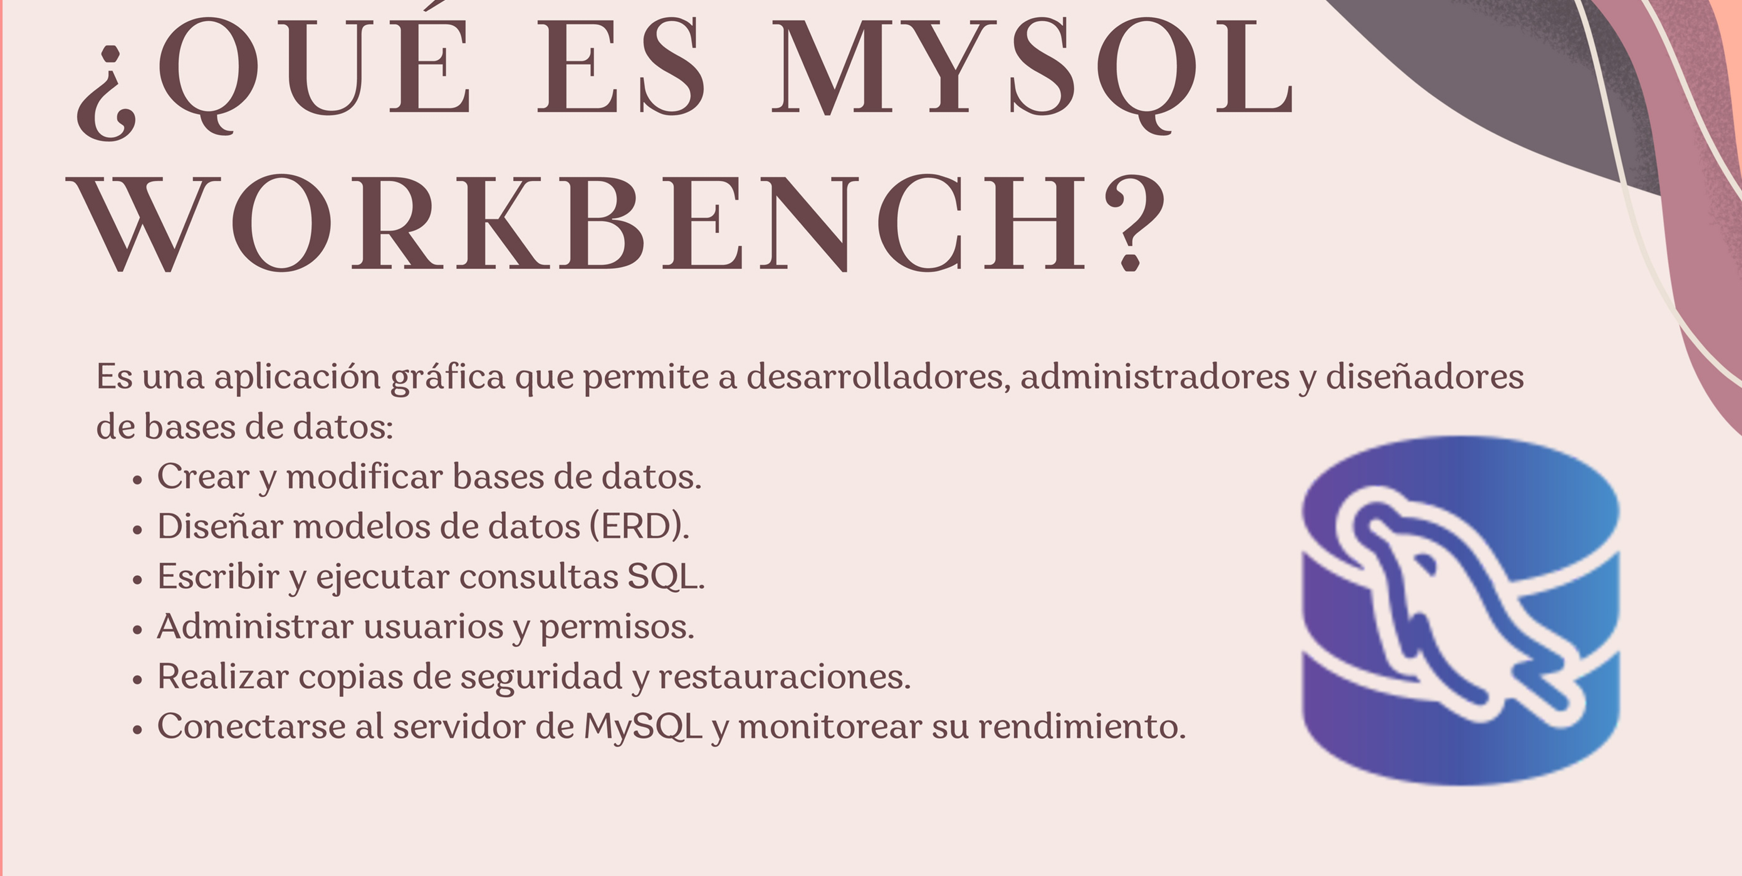 ¿QUÉ ES MYSQL
WORKBENCH?
Es una aplicación gráfica que permite a desarrolladores, administradores y diseñadores
de bases de datos:
• Crear y modificar bases de datos.
• Diseñar modelos de datos (ERD).
• Escribir y ejecutar consultas SQL.
• Administrar usuarios y permisos.
• Realizar copias de seguridad y restauraciones.
• Conectarse al servidor de MySQL y monitorear su rendimiento.